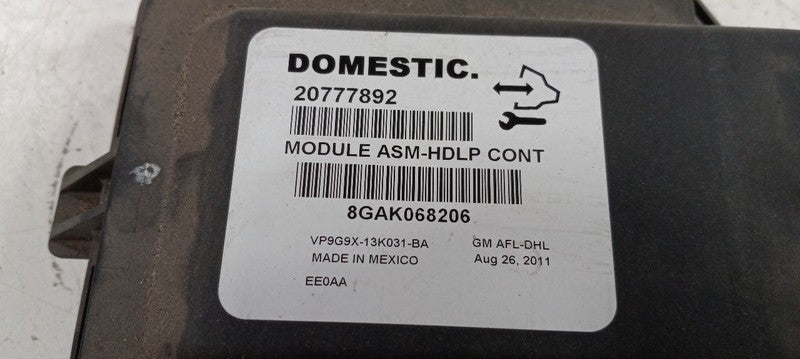 DOMESTIC.
20777892
MODULE ASM-HDLP CONT
8GAK068206
VP9G9X-13K031-BA GM AFL-DHL
MADE IN MEXICO Aug 26, 2011
EE0AA